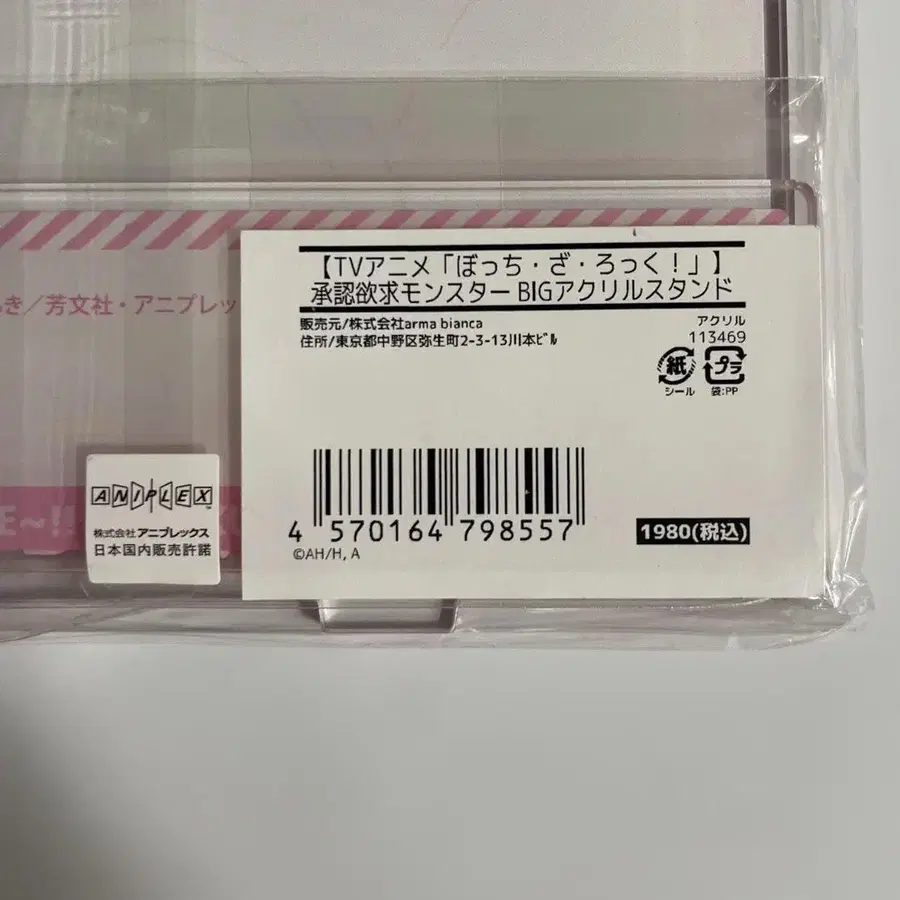 【TVアニメ「ぼっち・ざ・ろっく!」】
承認欲求モンスター BIGアクリルスタンド
販売元/株式会社arma bianca
住所/東京都中野区弥生町2-3-13川本ビル
アクリル
113469
紙
プラ
シール
袋:PP
4 570164 798557
©AH/H, A
1980(税込)
き／芳文社・アニプレッ
ANIPLEX
株式会社アニプレックス
日本国内販売許諾
E~!!